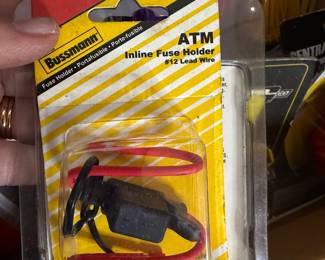 Bussmann
Fuse Holder • Portafusible • Porte-fusible
ATM
Inline Fuse Holder
#12 Lead Wire